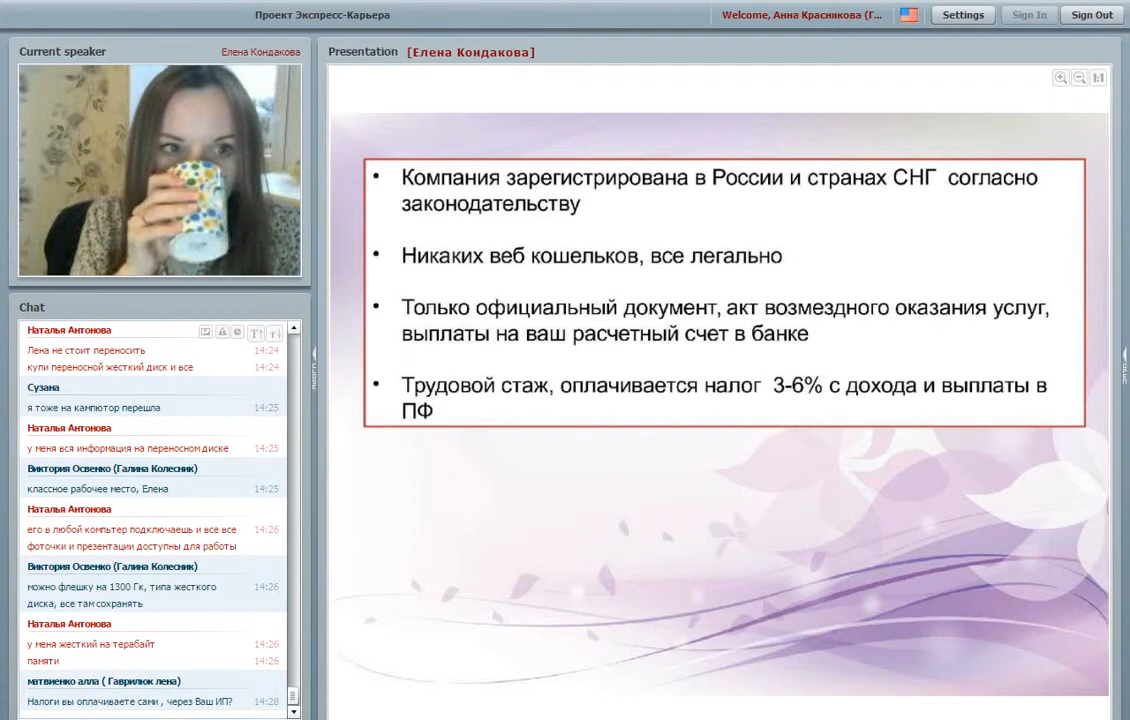 Проект Экспресс-Карьера
Welcome, Анна Красникова (Г...
Settings
Sign In
Sign Out
Current speaker
Елена Кондакова
Presentation [Елена Кондакова]
1:1
Компания зарегистрирована в России и странах СНГ согласно
законодательству
Никаких веб кошельков, все легально
Только официальный документ, акт возмездного оказания услуг,
выплаты на ваш расчетный счет в банке
Трудовой стаж, оплачивается налог 3-6% с дохода и выплаты в
ПФ
Chat
Наталья Антонова
Лена не стоит переносить 14:24
купи переносной жесткий диск и все 14:24
Сузана
я тоже на кампютор перешла 14:25
Наталья Антонова
у меня вся информация на переносном диске 14:25
Виктория Освенко (Галина Колесник)
классное рабочее место, Елена 14:25
Наталья Антонова
его в любой компьтер подключаешь и все все 14:26
фоточки и презентации доступны для работы
Виктория Освенко (Галина Колесник)
можно флешку на 1300 Гк, типа жесткого 14:26
диска, все там сохранять
Наталья Антонова
у меня жесткий на терабайт 14:26
памяти 14:26
матвиенко алла ( Гаврилюк лена)
Налоги вы оплачиваете сами , через Ваш ИП? 14:28